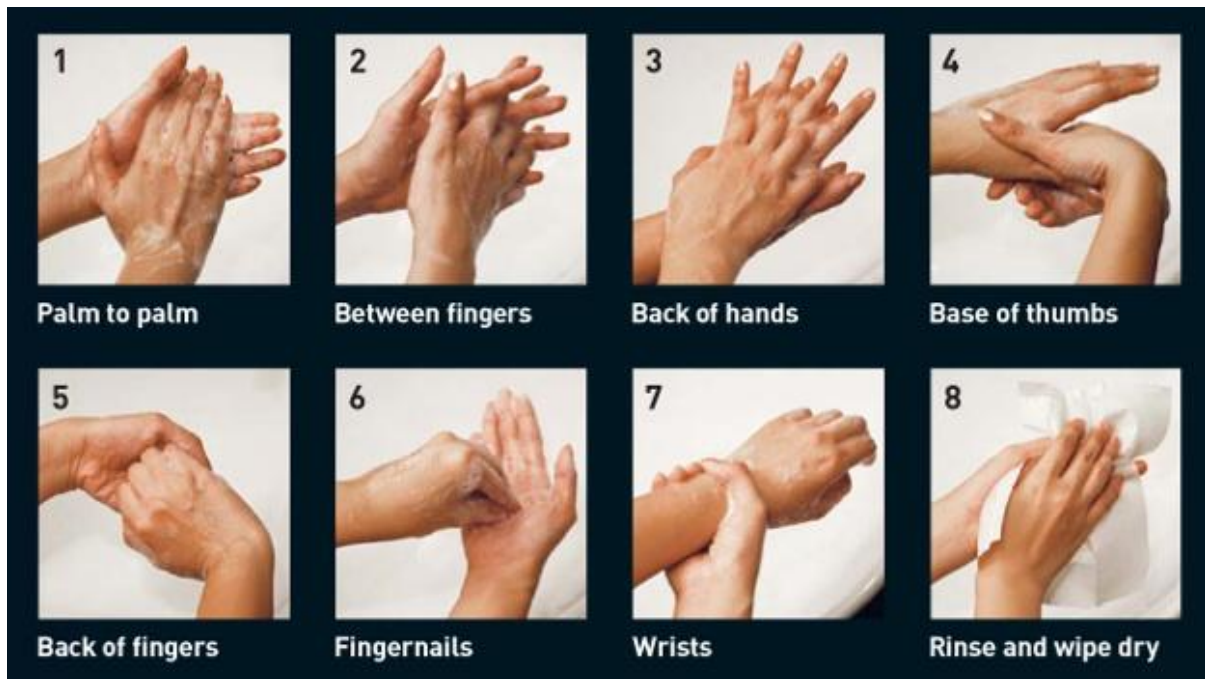 1
2
3
4
Palm to palm
Between fingers
Back of hands
Base of thumbs
5
6
7
8
Back of fingers
Fingernails
Wrists
Rinse and wipe dry